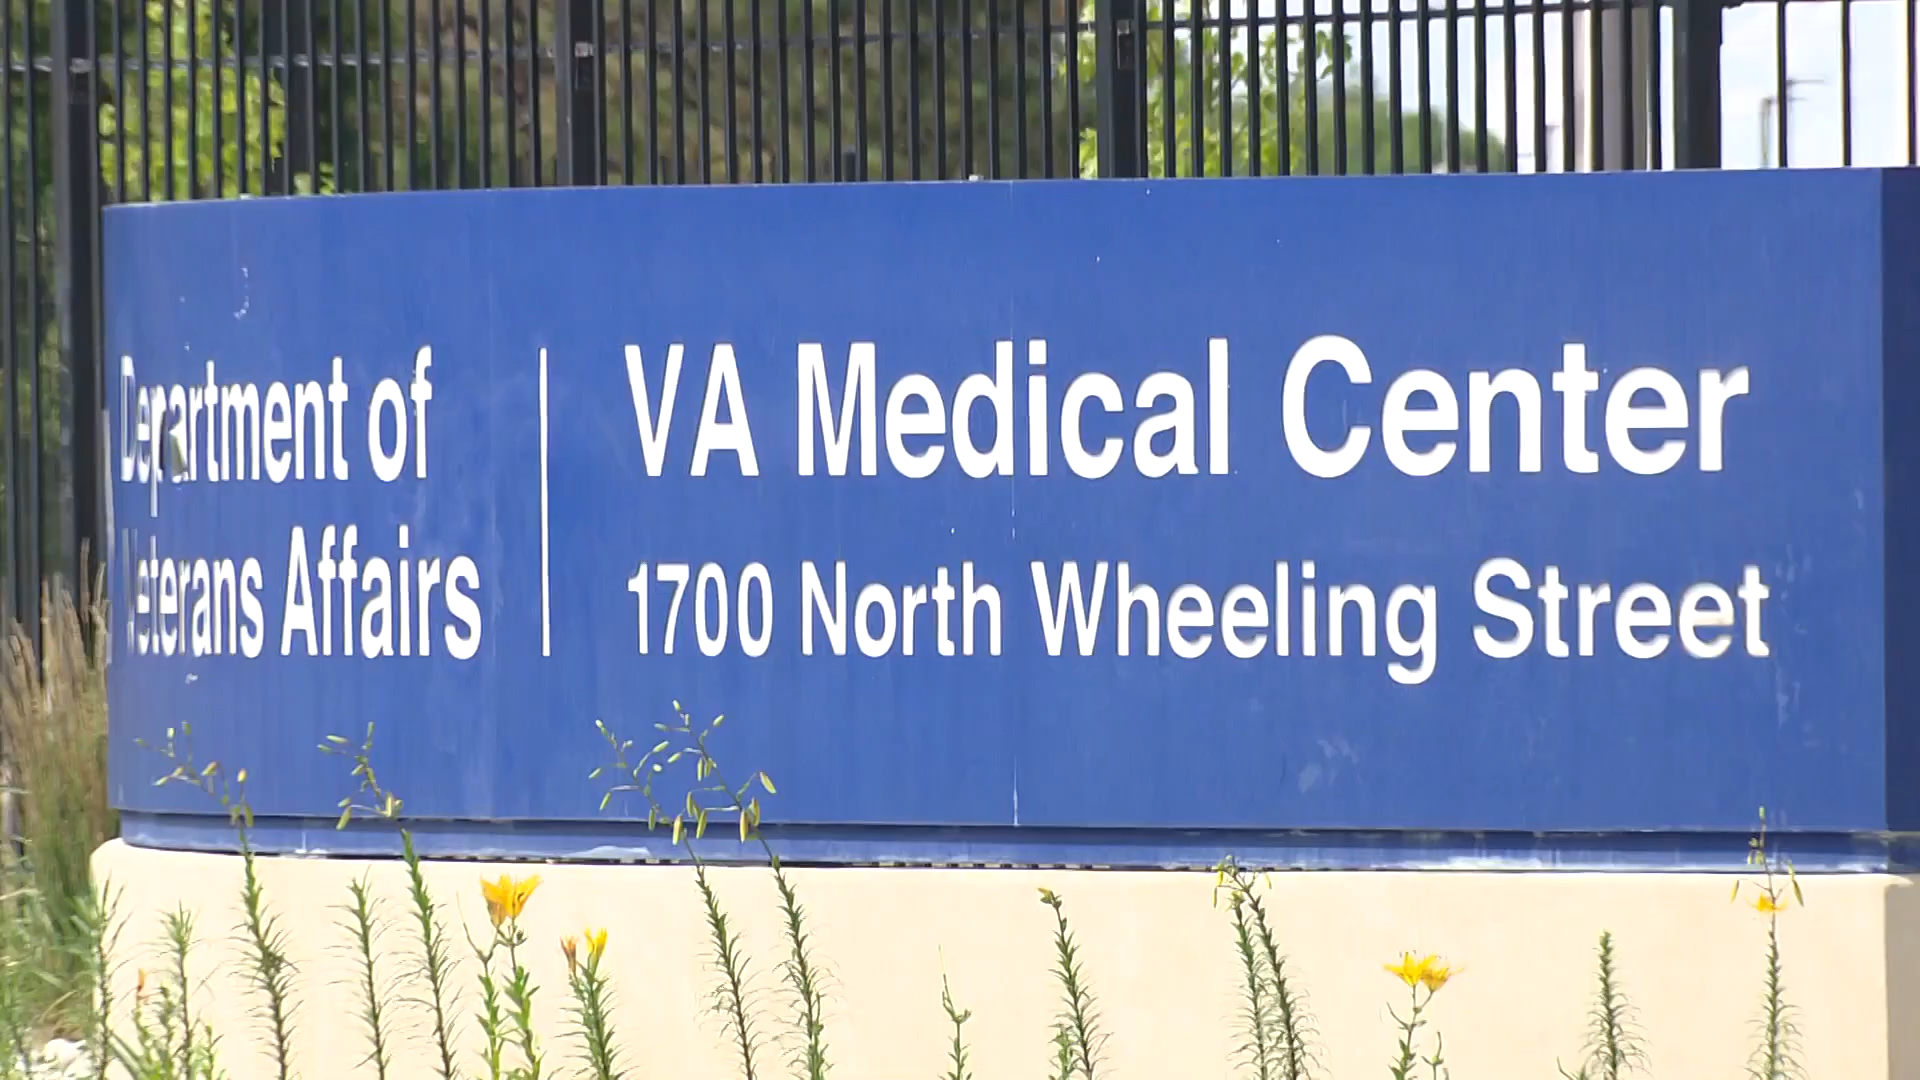 Department of
Veterans Affairs
VA Medical Center
1700 North Wheeling Street